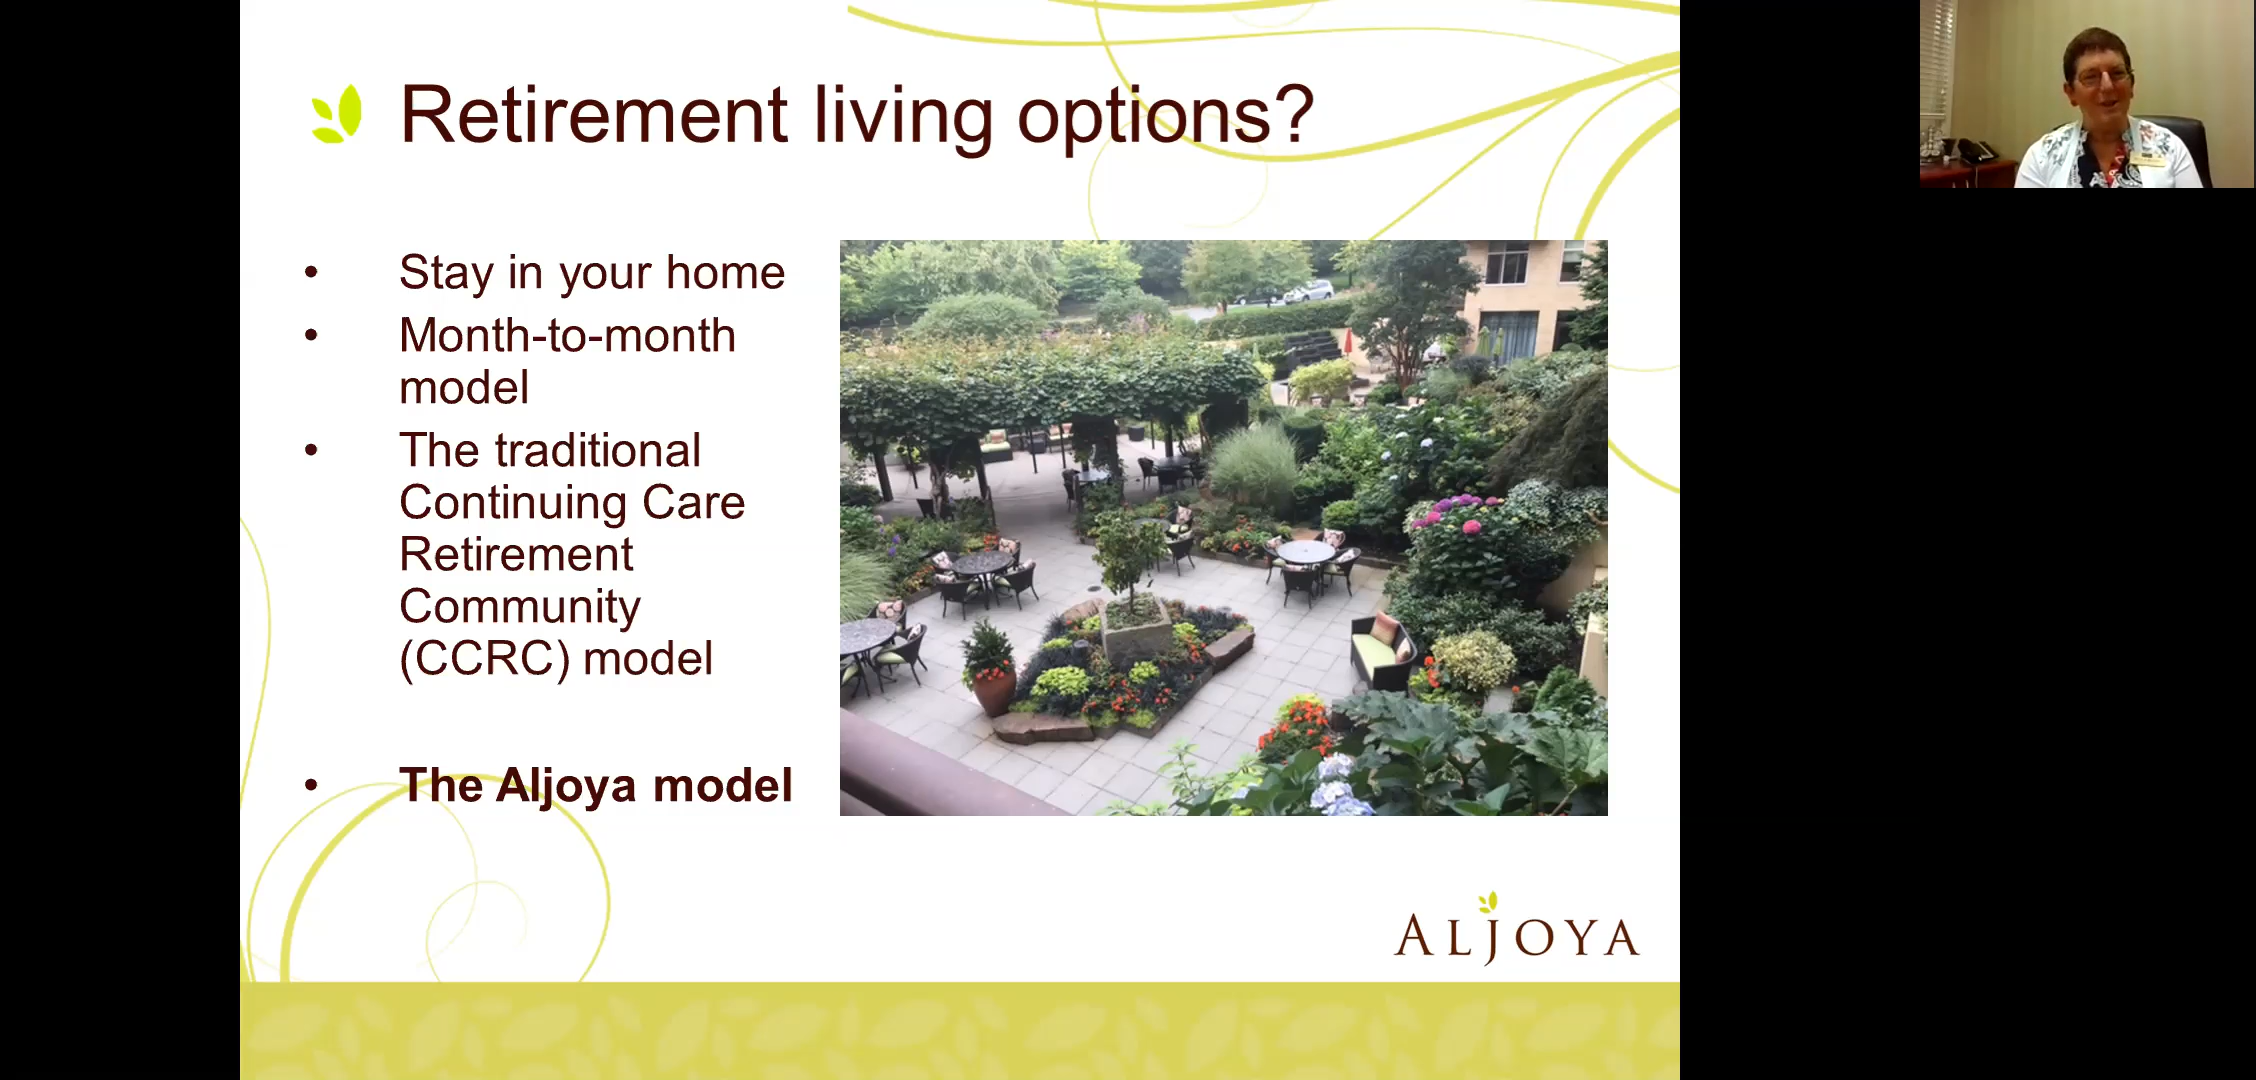 Retirement living options?
• Stay in your home
• Month-to-month
model
• The traditional
Continuing Care
Retirement
Community
(CCRC) model
• The Aljoya model
ALJOYA